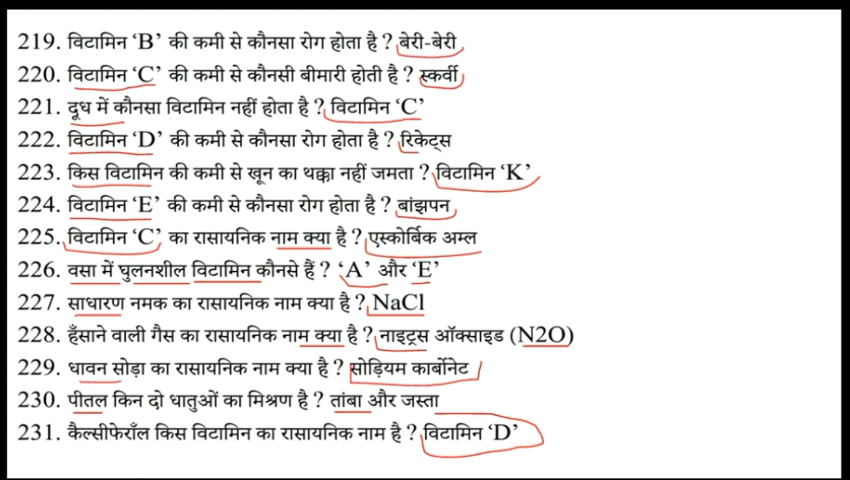 219. विटामिन ‘B’ की कमी से कौनसा रोग होता है ? बेरी-बेरी
220. विटामिन ‘C’ की कमी से कौनसी बीमारी होती है ? स्कर्वी
221. दूध में कौनसा विटामिन नहीं होता है ? विटामिन ‘C’
222. विटामिन ‘D’ की कमी से कौनसा रोग होता है ? रिकेट्स
223. किस विटामिन की कमी से खून का थक्का नहीं जमता ? विटामिन ‘K’
224. विटामिन ‘E’ की कमी से कौनसा रोग होता है ? बांझपन
225. विटामिन ‘C’ का रासायनिक नाम क्या है ? एस्कोर्बिक अम्ल
226. वसा में घुलनशील विटामिन कौनसे हैं ? ‘A’ और ‘E’
227. साधारण नमक का रासायनिक नाम क्या है ? NaCl
228. हँसाने वाली गैस का रासायनिक नाम क्या है ? नाइट्रस ऑक्साइड (N2O)
229. धावन सोड़ा का रासायनिक नाम क्या है ? सोड़ियम कार्बोनेट
230. पीतल किन दो धातुओं का मिश्रण है ? तांबा और जस्ता
231. कैल्सीफेराँल किस विटामिन का रासायनिक नाम है ? विटामिन ‘D’